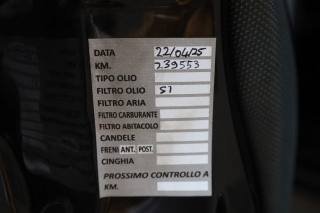 DATA 22/04/25
KM. 239553
TIPO OLIO
FILTRO OLIO SI
FILTRO ARIA
FILTRO CARBURANTE
FILTRO ABITACOLO
CANDELE
FRENI ANT. POST.
CINGHIA
PROSSIMO CONTROLLO A
KM.